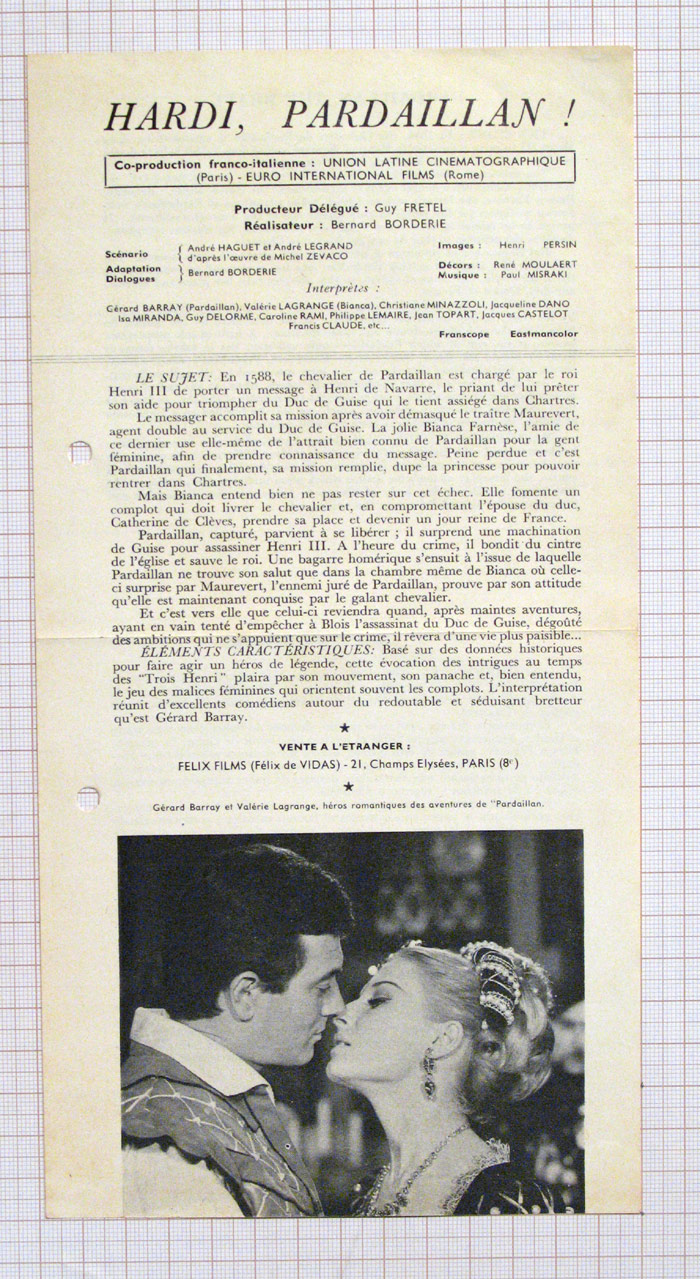 HARDI, PARDAILLAN !
Co-production franco-italienne : UNION LATINE CINEMATOGRAPHIQUE
(Paris) - EURO INTERNATIONAL FILMS (Rome)
Producteur Délégué : Guy FRETEL
Réalisateur : Bernard BORDERIE
Scénario { André HAGUET et André LEGRAND
d'après l'œuvre de Michel ZEVACO
Adaptation
Dialogues } Bernard BORDERIE
Images : Henri PERSIN
Décors : René MOULAERT
Musique : Paul MISRAKI
Interprètes :
Gérard BARRAY (Pardaillan), Valérie LAGRANGE (Bianca), Christiane MINAZZOLI, Jacqueline DANO
Isa MIRANDA, Guy DELORME, Caroline RAMI, Philippe LEMAIRE, Jean TOPART, Jacques CASTELOT
Francis CLAUDE, etc...
Franscope Eastmancolor
LE SUJET: En 1588, le chevalier de Pardaillan est chargé par le roi
Henri III de porter un message à Henri de Navarre, le priant de lui prêter
son aide pour triompher du Duc de Guise qui le tient assiégé dans Chartres.
Le messager accomplit sa mission après avoir démasqué le traître Maurevert,
agent double au service du Duc de Guise. La jolie Bianca Farnèse, l'amie de
ce dernier use elle-même de l'attrait bien connu de Pardaillan pour la gent
féminine, afin de prendre connaissance du message. Peine perdue et c'est
Pardaillan qui finalement, sa mission remplie, dupe la princesse pour pouvoir
rentrer dans Chartres.
Mais Bianca entend bien ne pas rester sur cet échec. Elle fomente un
complot qui doit livrer le chevalier et, en compromettant l'épouse du duc,
Catherine de Clèves, prendre sa place et devenir un jour reine de France.
Pardaillan, capturé, parvient à se libérer ; il surprend une machination
de Guise pour assassiner Henri III. A l'heure du crime, il bondit du cintre
de l'église et sauve le roi. Une bagarre homérique s'ensuit à l'issue de laquelle
Pardaillan ne trouve son salut que dans la chambre même de Bianca où celle-
ci surprise par Maurevert, l'ennemi juré de Pardaillan, prouve par son attitude
qu'elle est maintenant conquise par le galant chevalier.
Et c'est vers elle que celui-ci reviendra quand, après maintes aventures,
ayant en vain tenté d'empêcher à Blois l'assassinat du Duc de Guise, dégoûté
des ambitions qui ne s'appuient que sur le crime, il rêvera d'une vie plus paisible...
ÉLÉMENTS CARACTÉRISTIQUES: Basé sur des données historiques
pour faire agir un héros de légende, cette évocation des intrigues au temps
des "Trois Henri" plaira par son mouvement, son panache et, bien entendu,
le jeu des malices féminines qui orientent souvent les complots. L'interprétation
réunit d'excellents comédiens autour du redoutable et séduisant bretteur
qu'est Gérard Barray.
★
VENTE A L'ETRANGER :
FELIX FILMS (Félix de VIDAS) - 21, Champs Elysées, PARIS (8e)
★
Gérard Barray et Valérie Lagrange, héros romantiques des aventures de "Pardaillan.